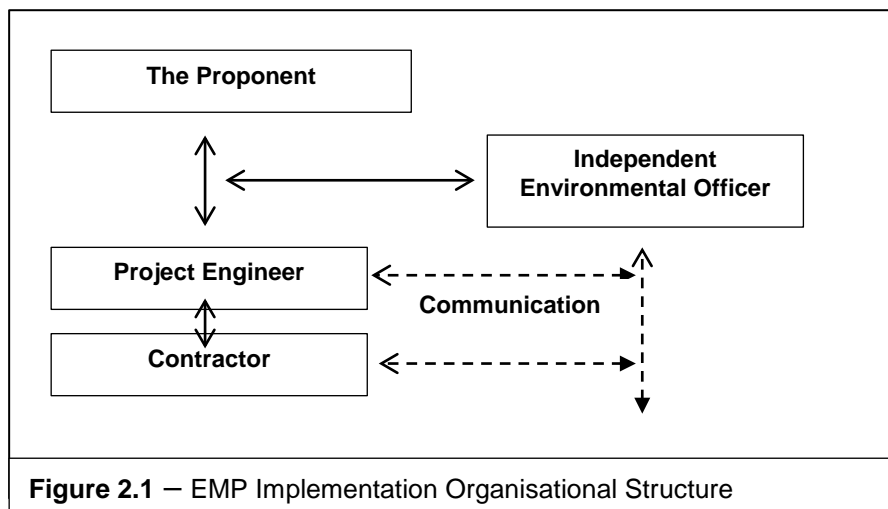 The Proponent
Independent
Environmental Officer
Project Engineer
Communication
Contractor
Figure 2.1 – EMP Implementation Organisational Structure